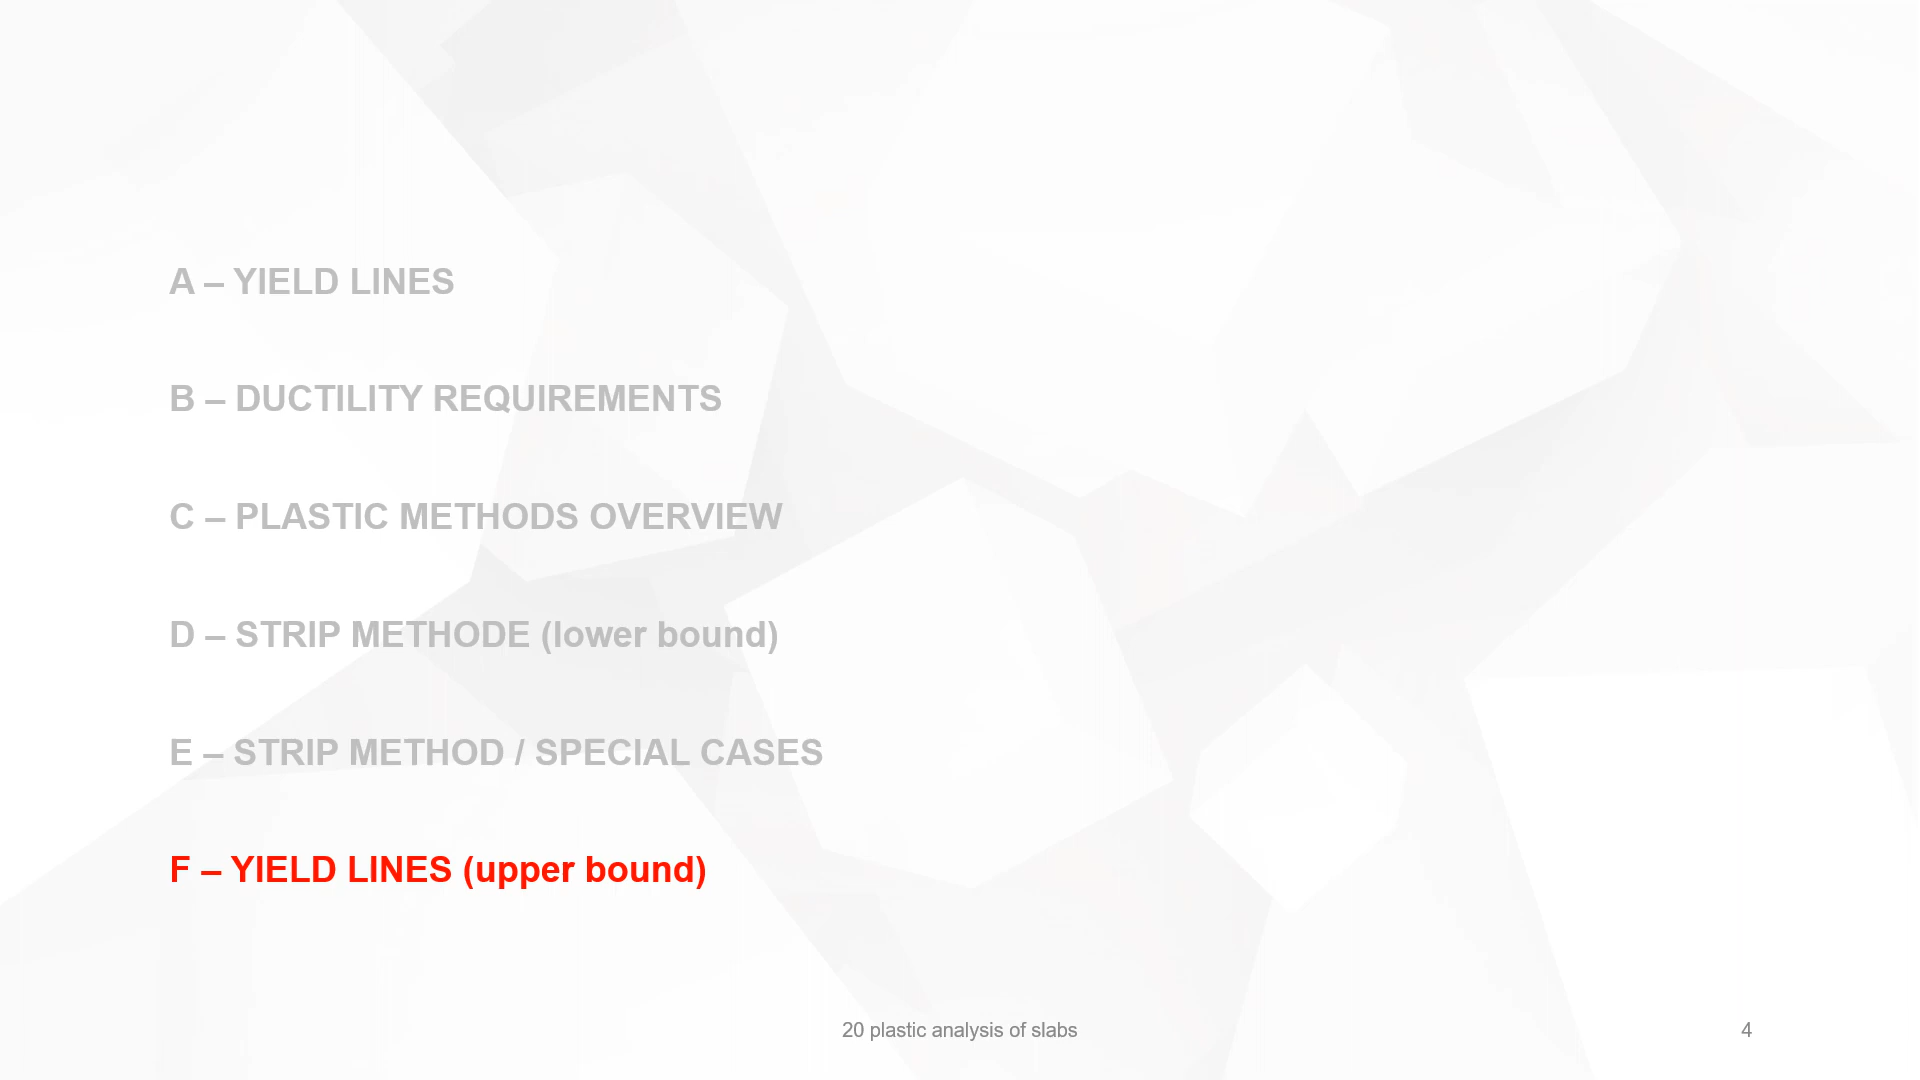 A – YIELD LINES
B – DUCTILITY REQUIREMENTS
C – PLASTIC METHODS OVERVIEW
D – STRIP METHODE (lower bound)
E – STRIP METHOD / SPECIAL CASES
F – YIELD LINES (upper bound)
20 plastic analysis of slabs
4